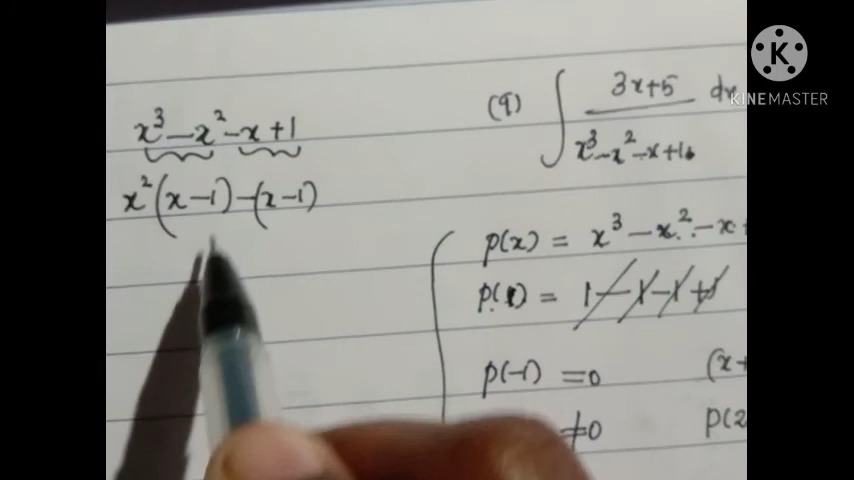 x³ - x² - x + 1
x² (x - 1) - (x - 1)
(9) ∫ 3x+5 / x³ - x² - x + 1 dx
p(x) = x³ - x² - x
p(1) = 1 - 1 - 1 + 1
p(-1) = 0 (x+
≠0 p(2
KINEMASTER